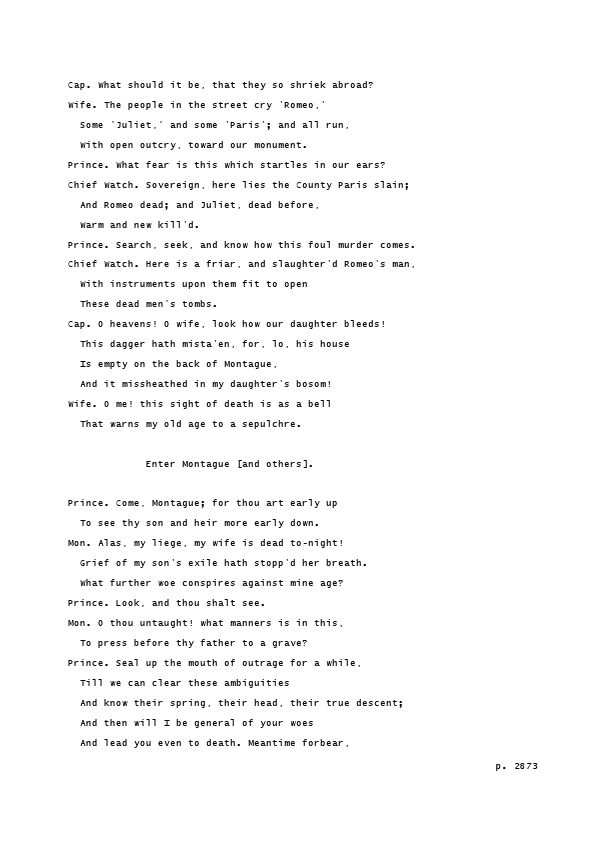 Cap. What should it be, that they so shriek abroad?
Wife. The people in the street cry 'Romeo,'
Some 'Juliet,' and some 'Paris'; and all run,
With open outcry, toward our monument.
Prince. What fear is this which startles in our ears?
Chief Watch. Sovereign, here lies the County Paris slain;
And Romeo dead; and Juliet, dead before,
Warm and new kill'd.
Prince. Search, seek, and know how this foul murder comes.
Chief Watch. Here is a friar, and slaughter'd Romeo's man,
With instruments upon them fit to open
These dead men's tombs.
Cap. O heavens! O wife, look how our daughter bleeds!
This dagger hath mista'en, for, lo, his house
Is empty on the back of Montague,
And it missheathed in my daughter's bosom!
Wife. O me! this sight of death is as a bell
That warns my old age to a sepulchre.
Enter Montague [and others].
Prince. Come, Montague; for thou art early up
To see thy son and heir more early down.
Mon. Alas, my liege, my wife is dead to-night!
Grief of my son's exile hath stopp'd her breath.
What further woe conspires against mine age?
Prince. Look, and thou shalt see.
Mon. O thou untaught! what manners is in this,
To press before thy father to a grave?
Prince. Seal up the mouth of outrage for a while,
Till we can clear these ambiguities
And know their spring, their head, their true descent;
And then will I be general of your woes
And lead you even to death. Meantime forbear,
p. 2873